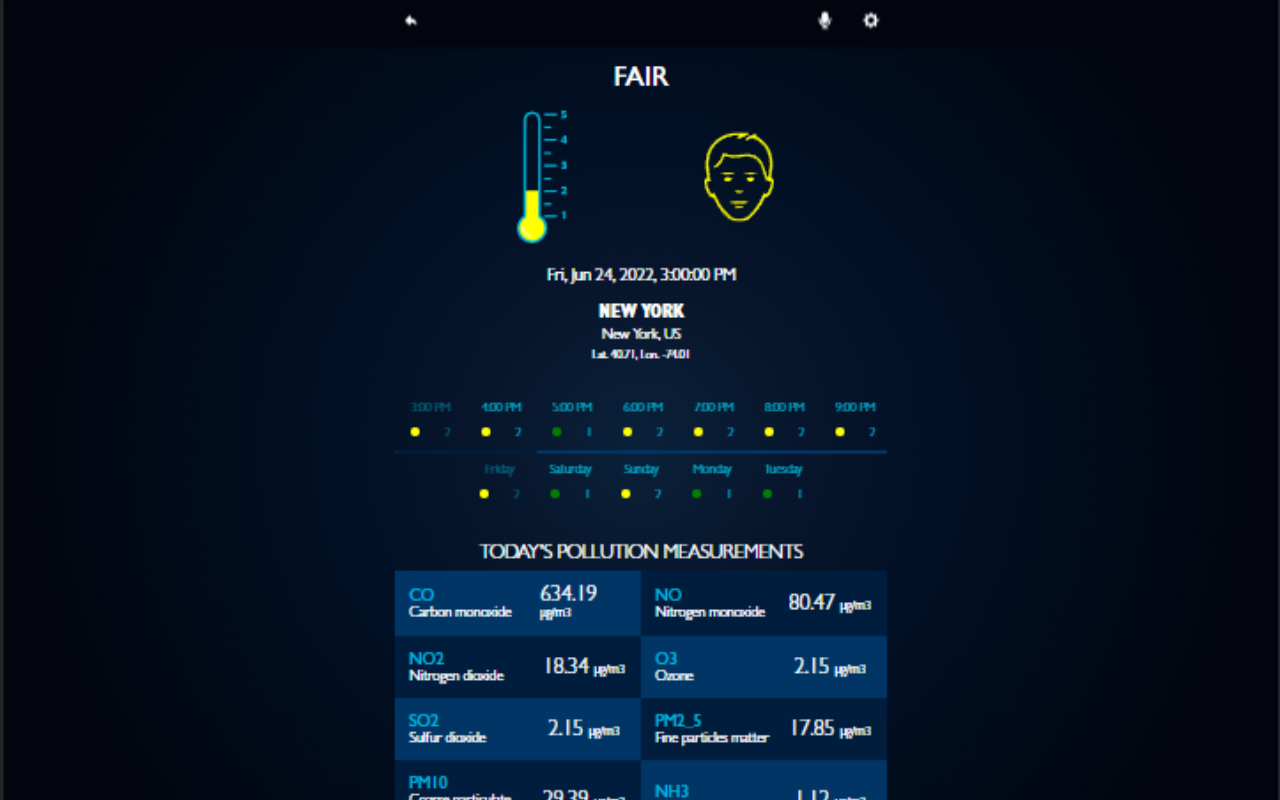 FAIR
5
4
3
2
1
Fri, Jun 24, 2022, 3:00:00 PM
NEW YORK
New York, US
Lat. 40.71, Lon. -74.01
3:00 PM 4:00 PM 5:00 PM 6:00 PM 7:00 PM 8:00 PM 9:00 PM
2 2 1 2 2 2 2
Friday Saturday Sunday Monday Tuesday
2 1 2 1 1
TODAY'S POLLUTION MEASUREMENTS
CO
Carbon monoxide
634.19
µg/m3
NO
Nitrogen monoxide
80.47 µg/m3
NO2
Nitrogen dioxide
18.34 µg/m3
O3
Ozone
2.15 µg/m3
SO2
Sulfur dioxide
2.15 µg/m3
PM2_5
Fine particles matter
17.85 µg/m3
PM10
Coarse particulate
29.39 µg/m3
NH3
1.12 µg/m3